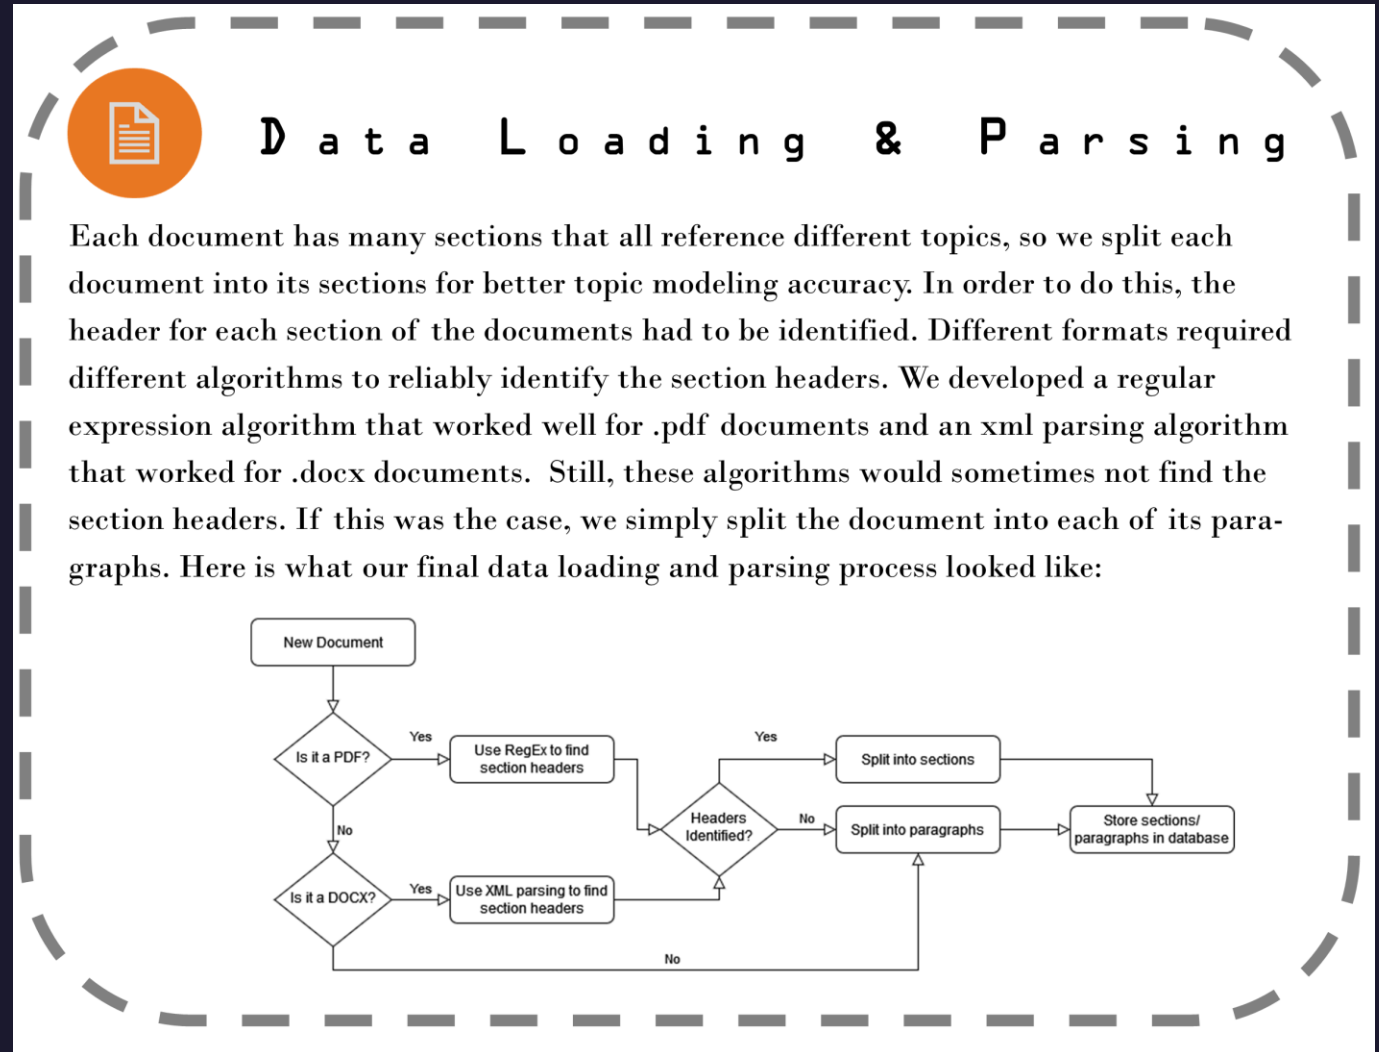 Data Loading & Parsing
Each document has many sections that all reference different topics, so we split each
document into its sections for better topic modeling accuracy. In order to do this, the
header for each section of the documents had to be identified. Different formats required
different algorithms to reliably identify the section headers. We developed a regular
expression algorithm that worked well for .pdf documents and an xml parsing algorithm
that worked for .docx documents.  Still, these algorithms would sometimes not find the
section headers. If this was the case, we simply split the document into each of its para-
graphs. Here is what our final data loading and parsing process looked like:
New Document
Is it a PDF?
Yes
Use RegEx to find
section headers
No
Is it a DOCX?
Yes
Use XML parsing to find
section headers
No
Headers
Identified?
Yes
Split into sections
No
Split into paragraphs
Store sections/
paragraphs in database